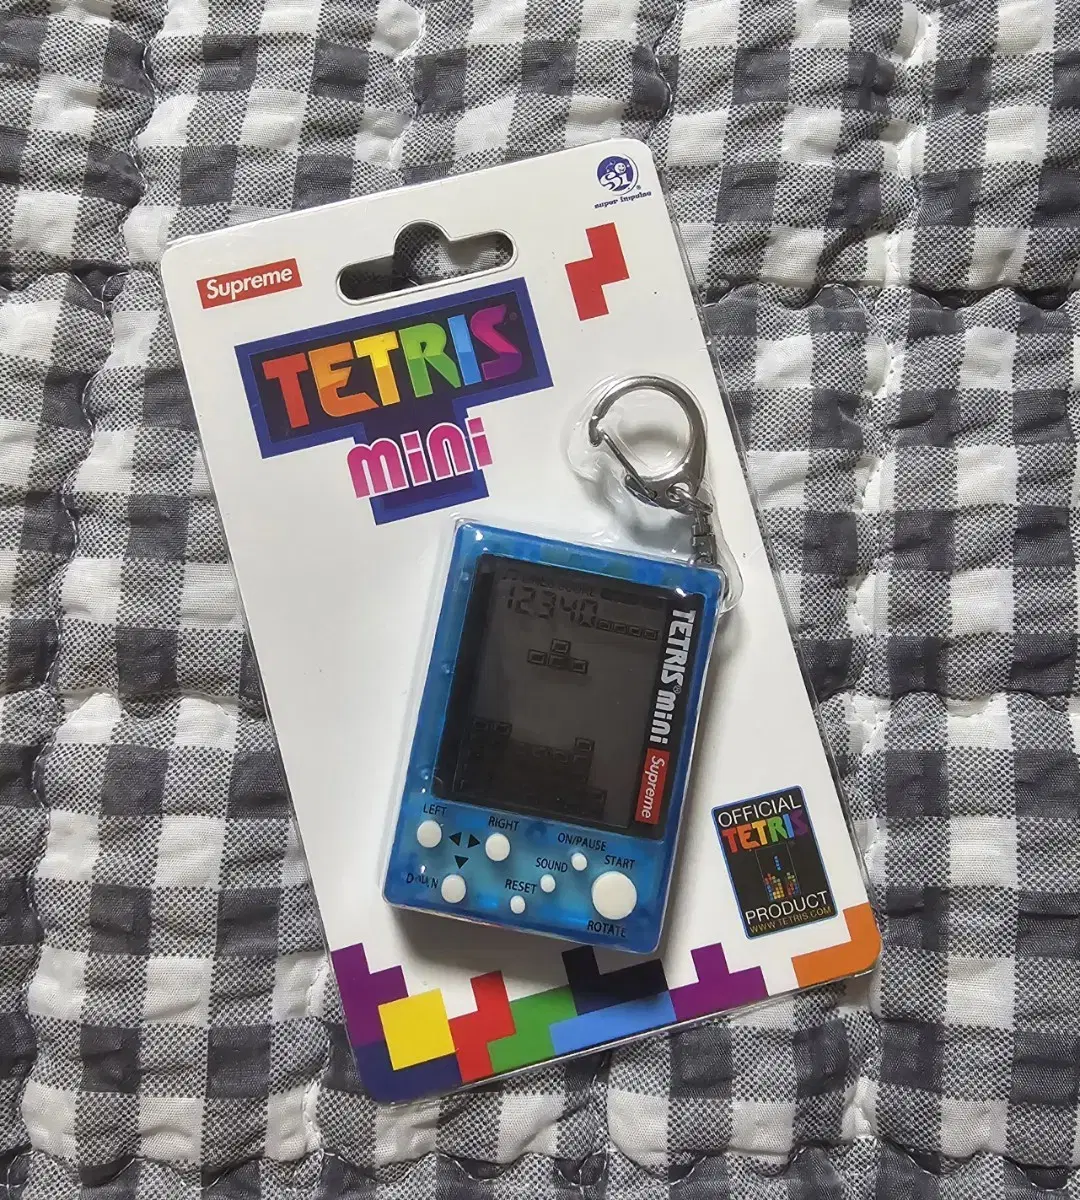 super impulse
Supreme
TETRIS®
mini
12340
TETRIS® mini Supreme
LEFT
RIGHT
ON/PAUSE
SOUND
START
DOWN
RESET
ROTATE
OFFICIAL
TETRIS
PRODUCT
WWW.TETRIS.COM